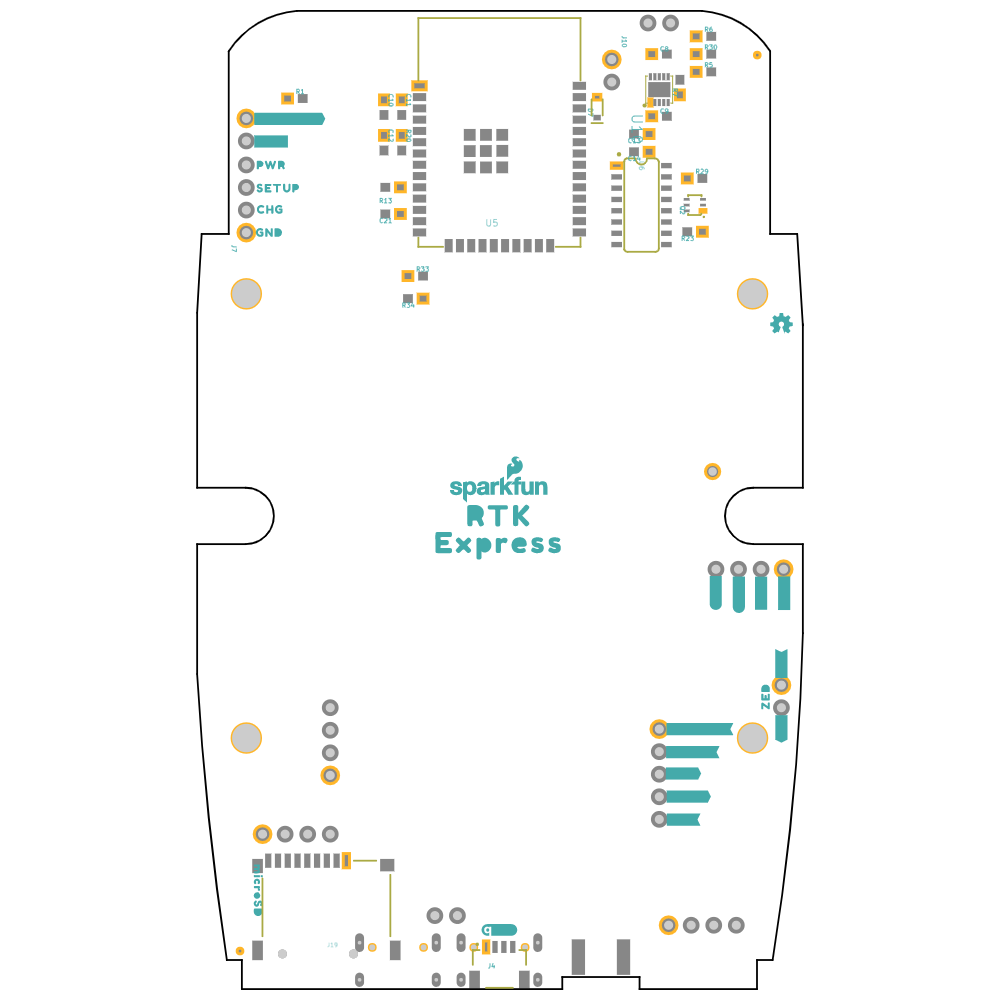 J10
R6
C8
R30
R5
R1
C9
PWR
SETUP
CHG
GND
J7
R13
C21
U5
R29
R23
R33
R34
sparkfun
RTK
Express
ZED
MicroSD
J19
q
J4